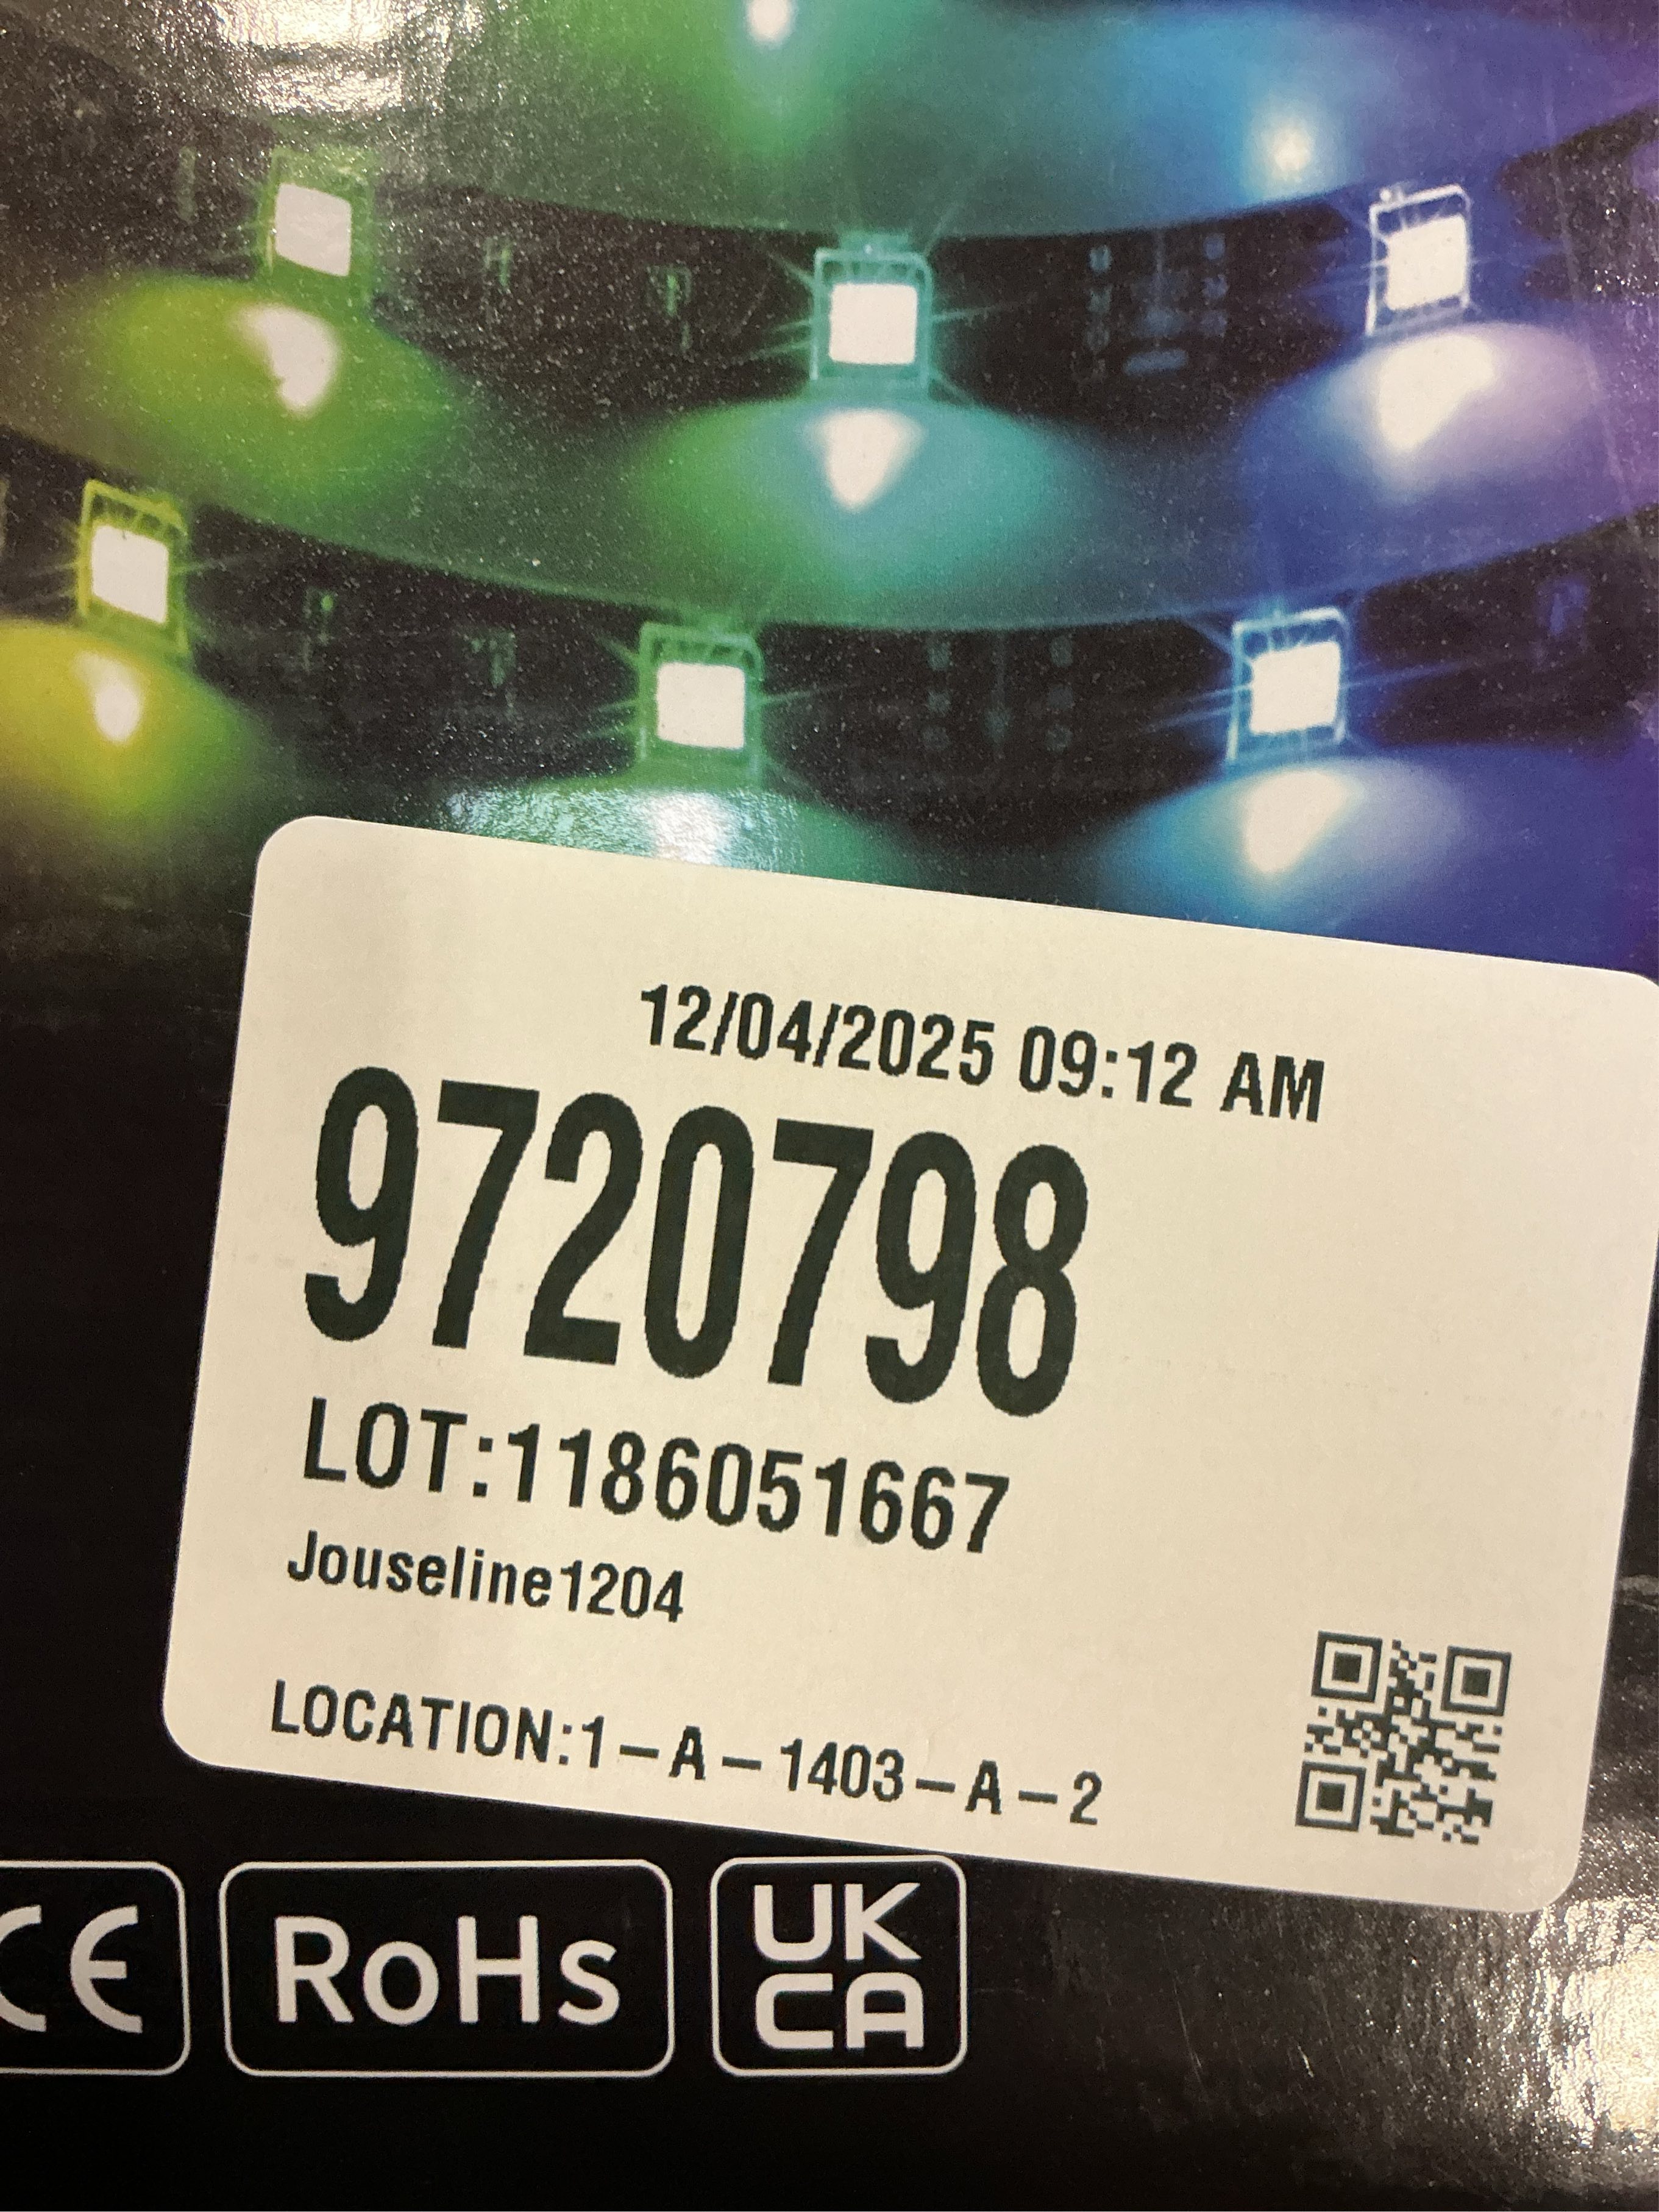 12/04/2025 09:12 AM
9720798
LOT:1186051667
Jouseline1204
LOCATION:1-A-1403-A-2
CE RoHs UK
CA